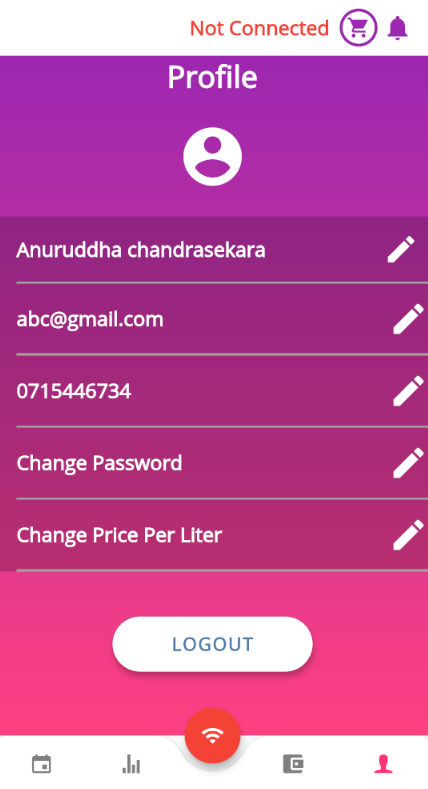 Not Connected
Profile
Anuruddha chandrasekara
abc@gmail.com
0715446734
Change Password
Change Price Per Liter
LOGOUT